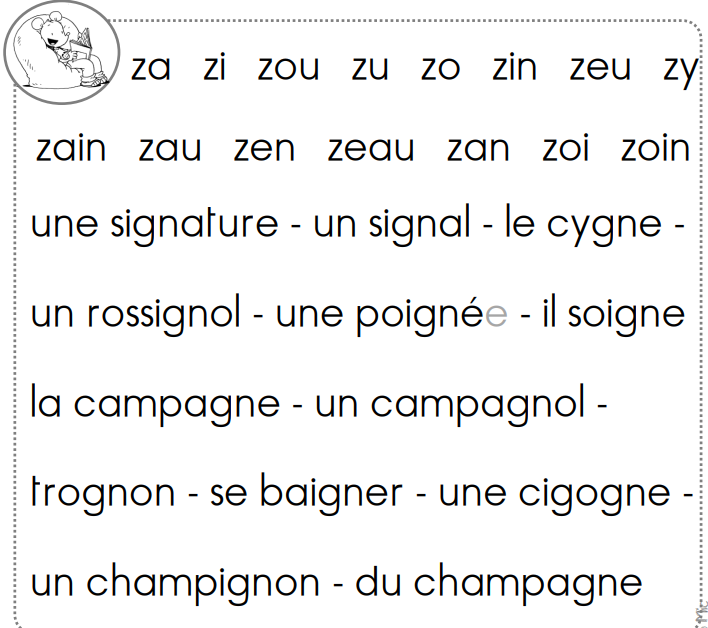 za zi zou zu zo zin zeu zy
zain zau zen zeau zan zoi zoin
une signature - un signal - le cygne -
un rossignol - une poignée - il soigne
la campagne - un campagnol -
trognon - se baigner - une cigogne -
un champignon - du champagne